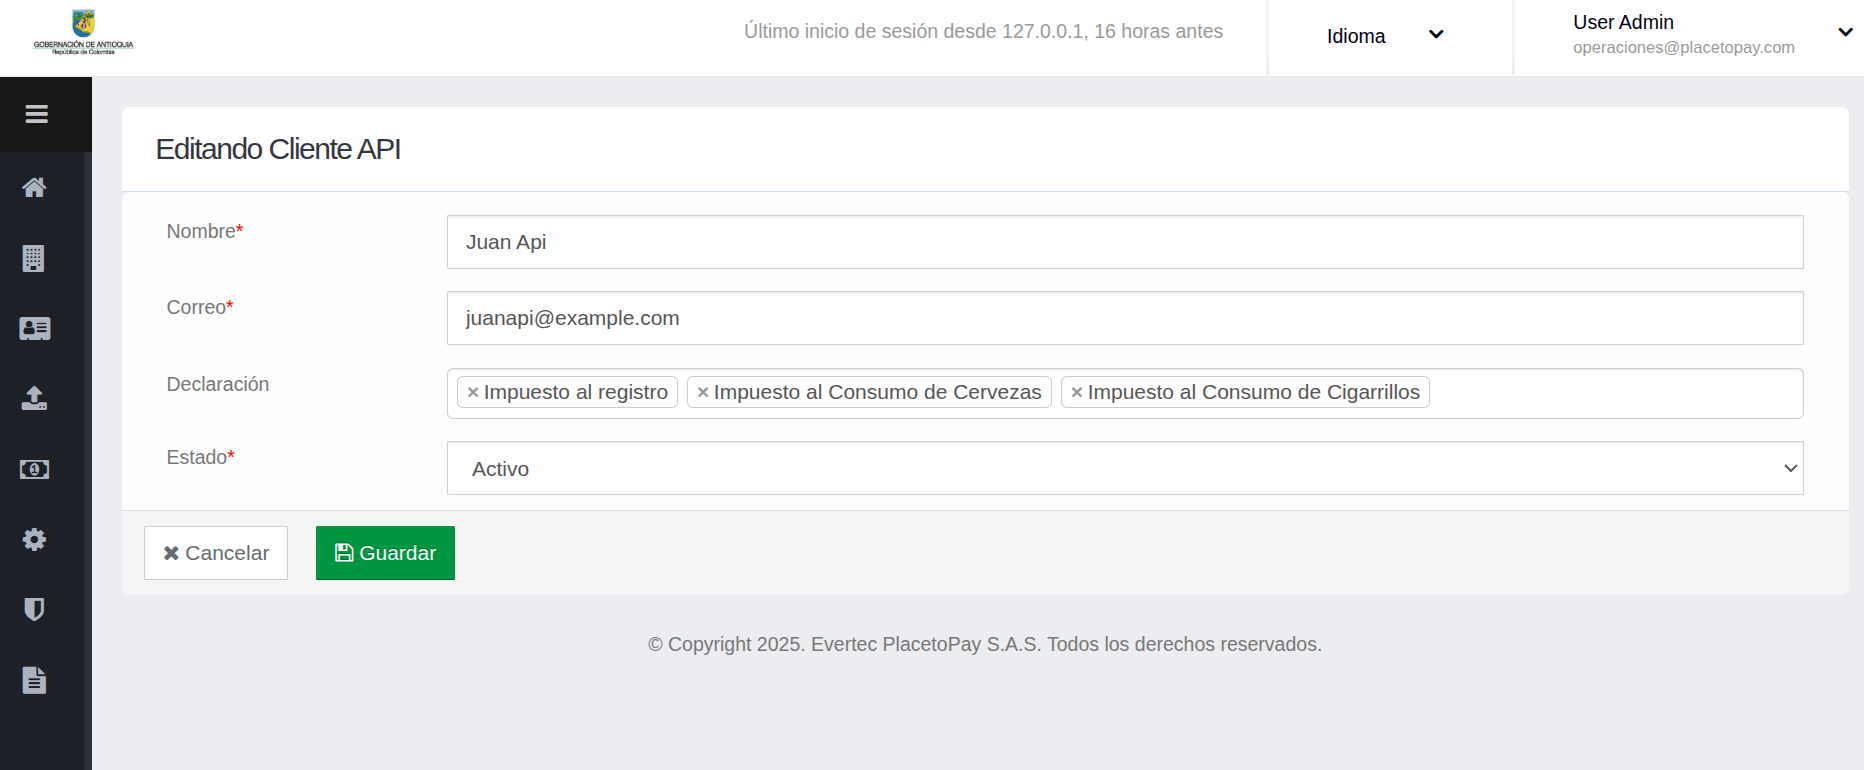 GOBERNACIÓN DE ANTIOQUIA
República de Colombia
Último inicio de sesión desde 127.0.0.1, 16 horas antes
Idioma
User Admin
operaciones@placetopay.com
Editando Cliente API
Nombre*
Juan Api
Correo*
juanapi@example.com
Declaración
× Impuesto al registro × Impuesto al Consumo de Cervezas × Impuesto al Consumo de Cigarrillos
Estado*
Activo
Cancelar Guardar
© Copyright 2025. Evertec PlacetoPay S.A.S. Todos los derechos reservados.